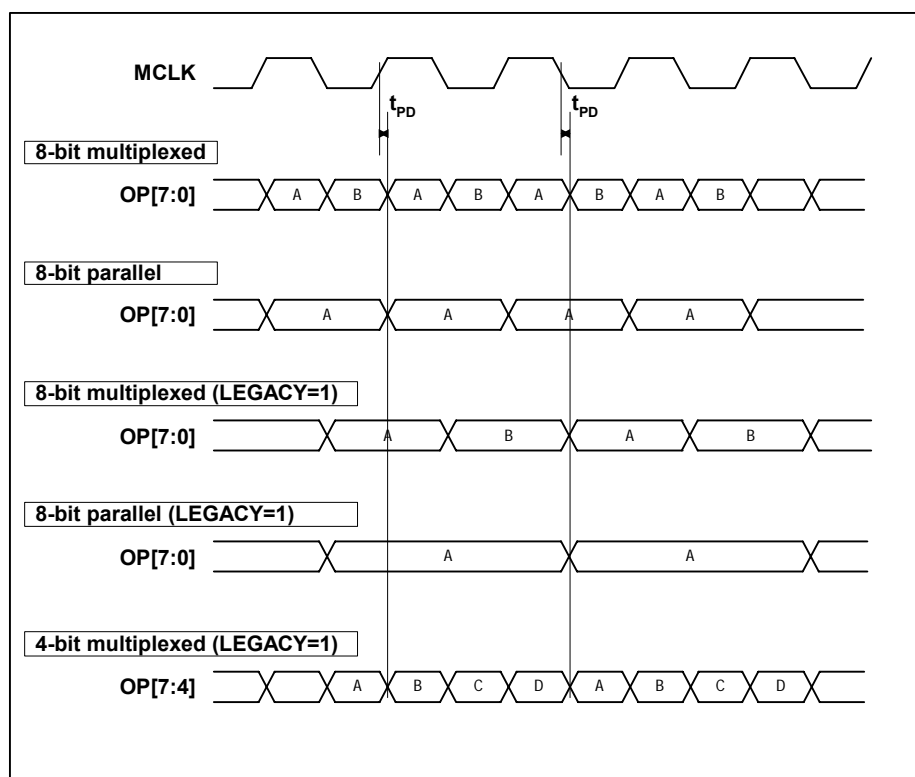 MCLK
tPD tPD
8-bit multiplexed
OP[7:0] A B A B A B A B
8-bit parallel
OP[7:0] A A A A
8-bit multiplexed (LEGACY=1)
OP[7:0] A B A B
8-bit parallel (LEGACY=1)
OP[7:0] A A
4-bit multiplexed (LEGACY=1)
OP[7:4] A B C D A B C D